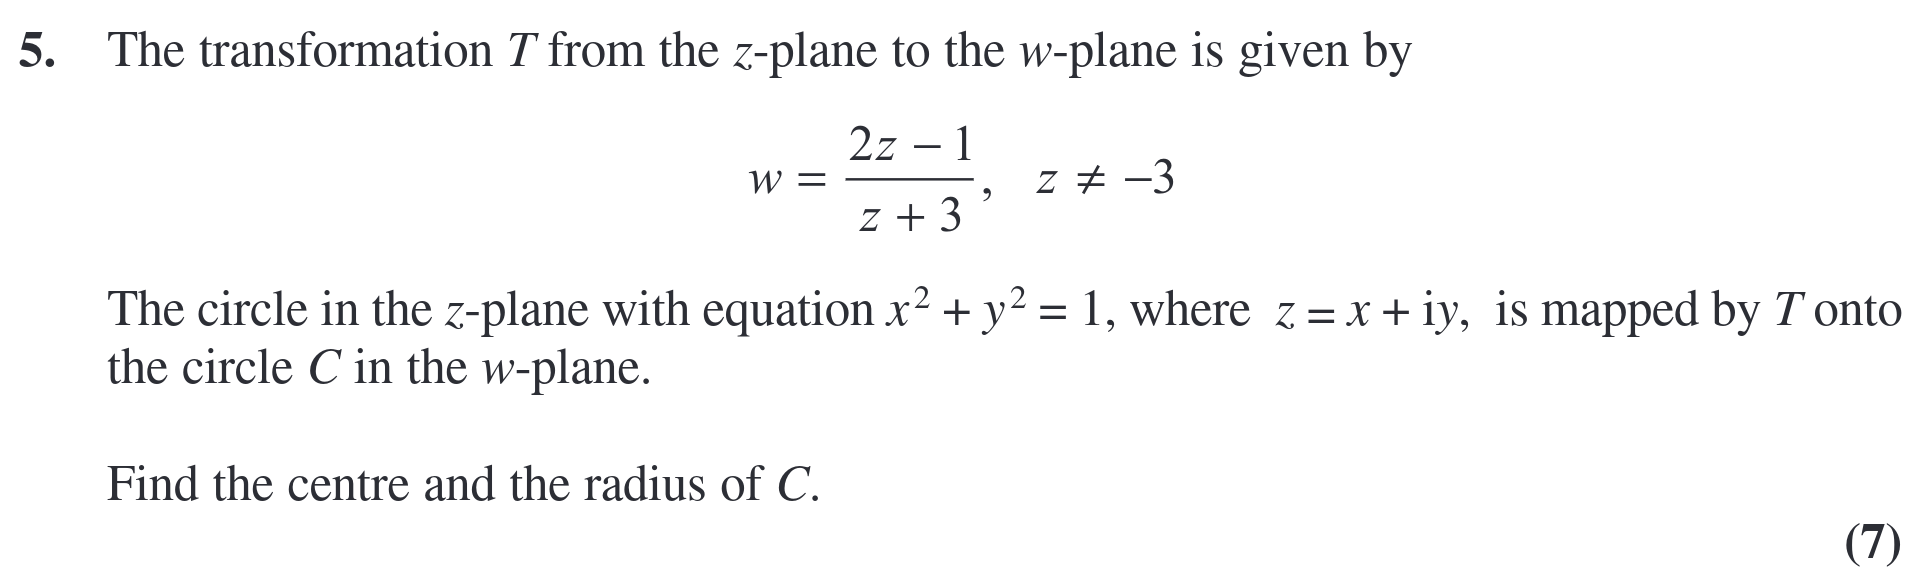 5. The transformation T from the z-plane to the w-plane is given by
w = \frac{2z − 1}{z + 3}, z ≠ −3
The circle in the z-plane with equation x² + y² = 1, where z = x + iy, is mapped by T onto
the circle C in the w-plane.
Find the centre and the radius of C.
(7)